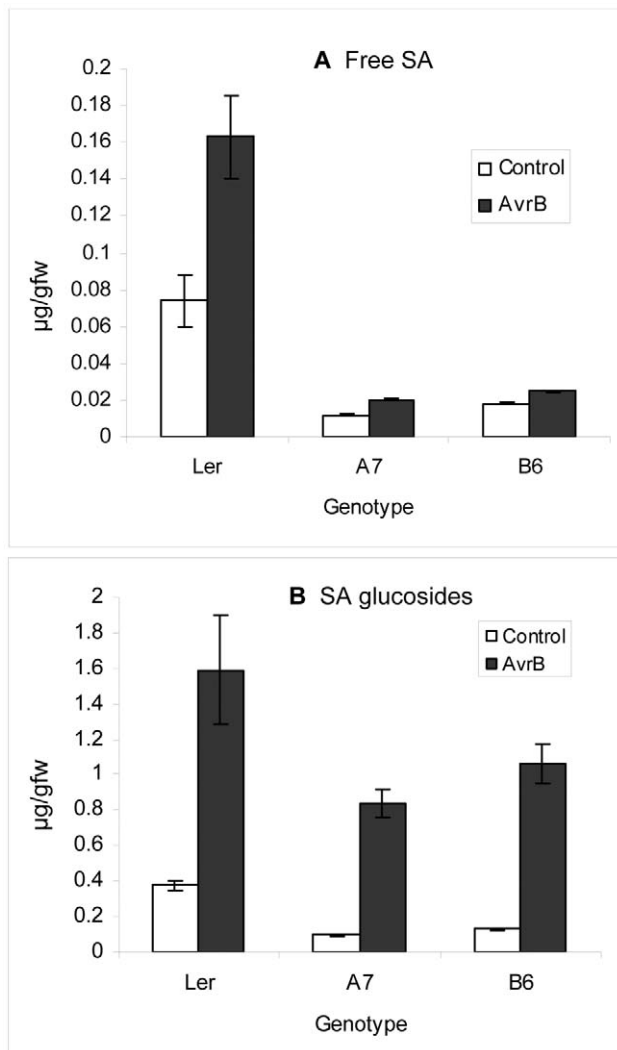 A Free SA
0.2
0.18
0.16
0.14
0.12
0.1
0.08
0.06
0.04
0.02
0
µg/gfw
Control
AvrB
Ler A7 B6
Genotype
B SA glucosides
2
1.8
1.6
1.4
1.2
1
0.8
0.6
0.4
0.2
0
µg/gfw
Control
AvrB
Ler A7 B6
Genotype